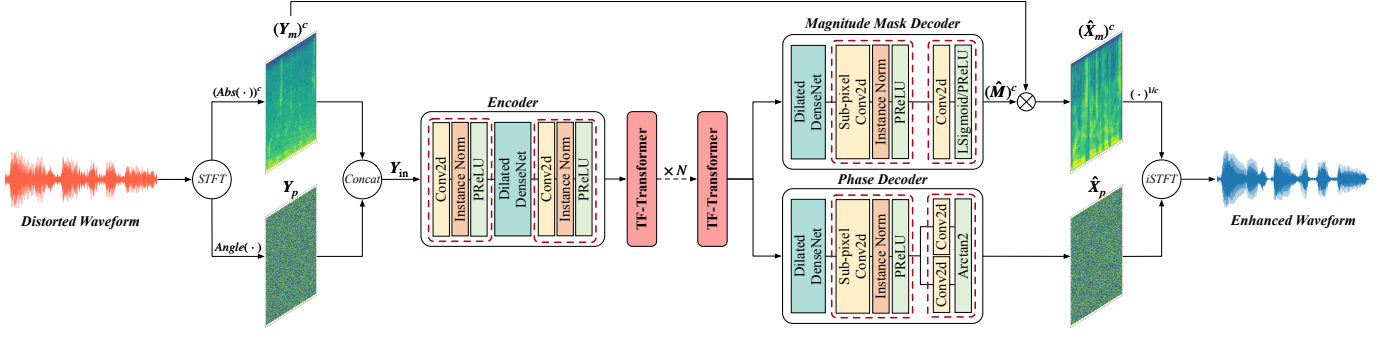 (Y_m)^c
Magnitude Mask Decoder
(X̂_m)^c
(Abs(·))^c
Encoder
Dilated
DenseNet
Sub-pixel
Conv2d
Instance Norm
PReLU
Conv2d
LSigmoid/PReLU
(M̂)^c
(·)^{1/c}
STFT
Concat
Y_in
Conv2d
Instance Norm
PReLU
Dilated
DenseNet
Conv2d
Instance Norm
PReLU
TF-Transformer
×N
TF-Transformer
iSTFT
Distorted Waveform
Y_p
Phase Decoder
X̂_p
Enhanced Waveform
Angle(·)
Dilated
DenseNet
Sub-pixel
Conv2d
Instance Norm
PReLU
Conv2d
Conv2d
Arctan2